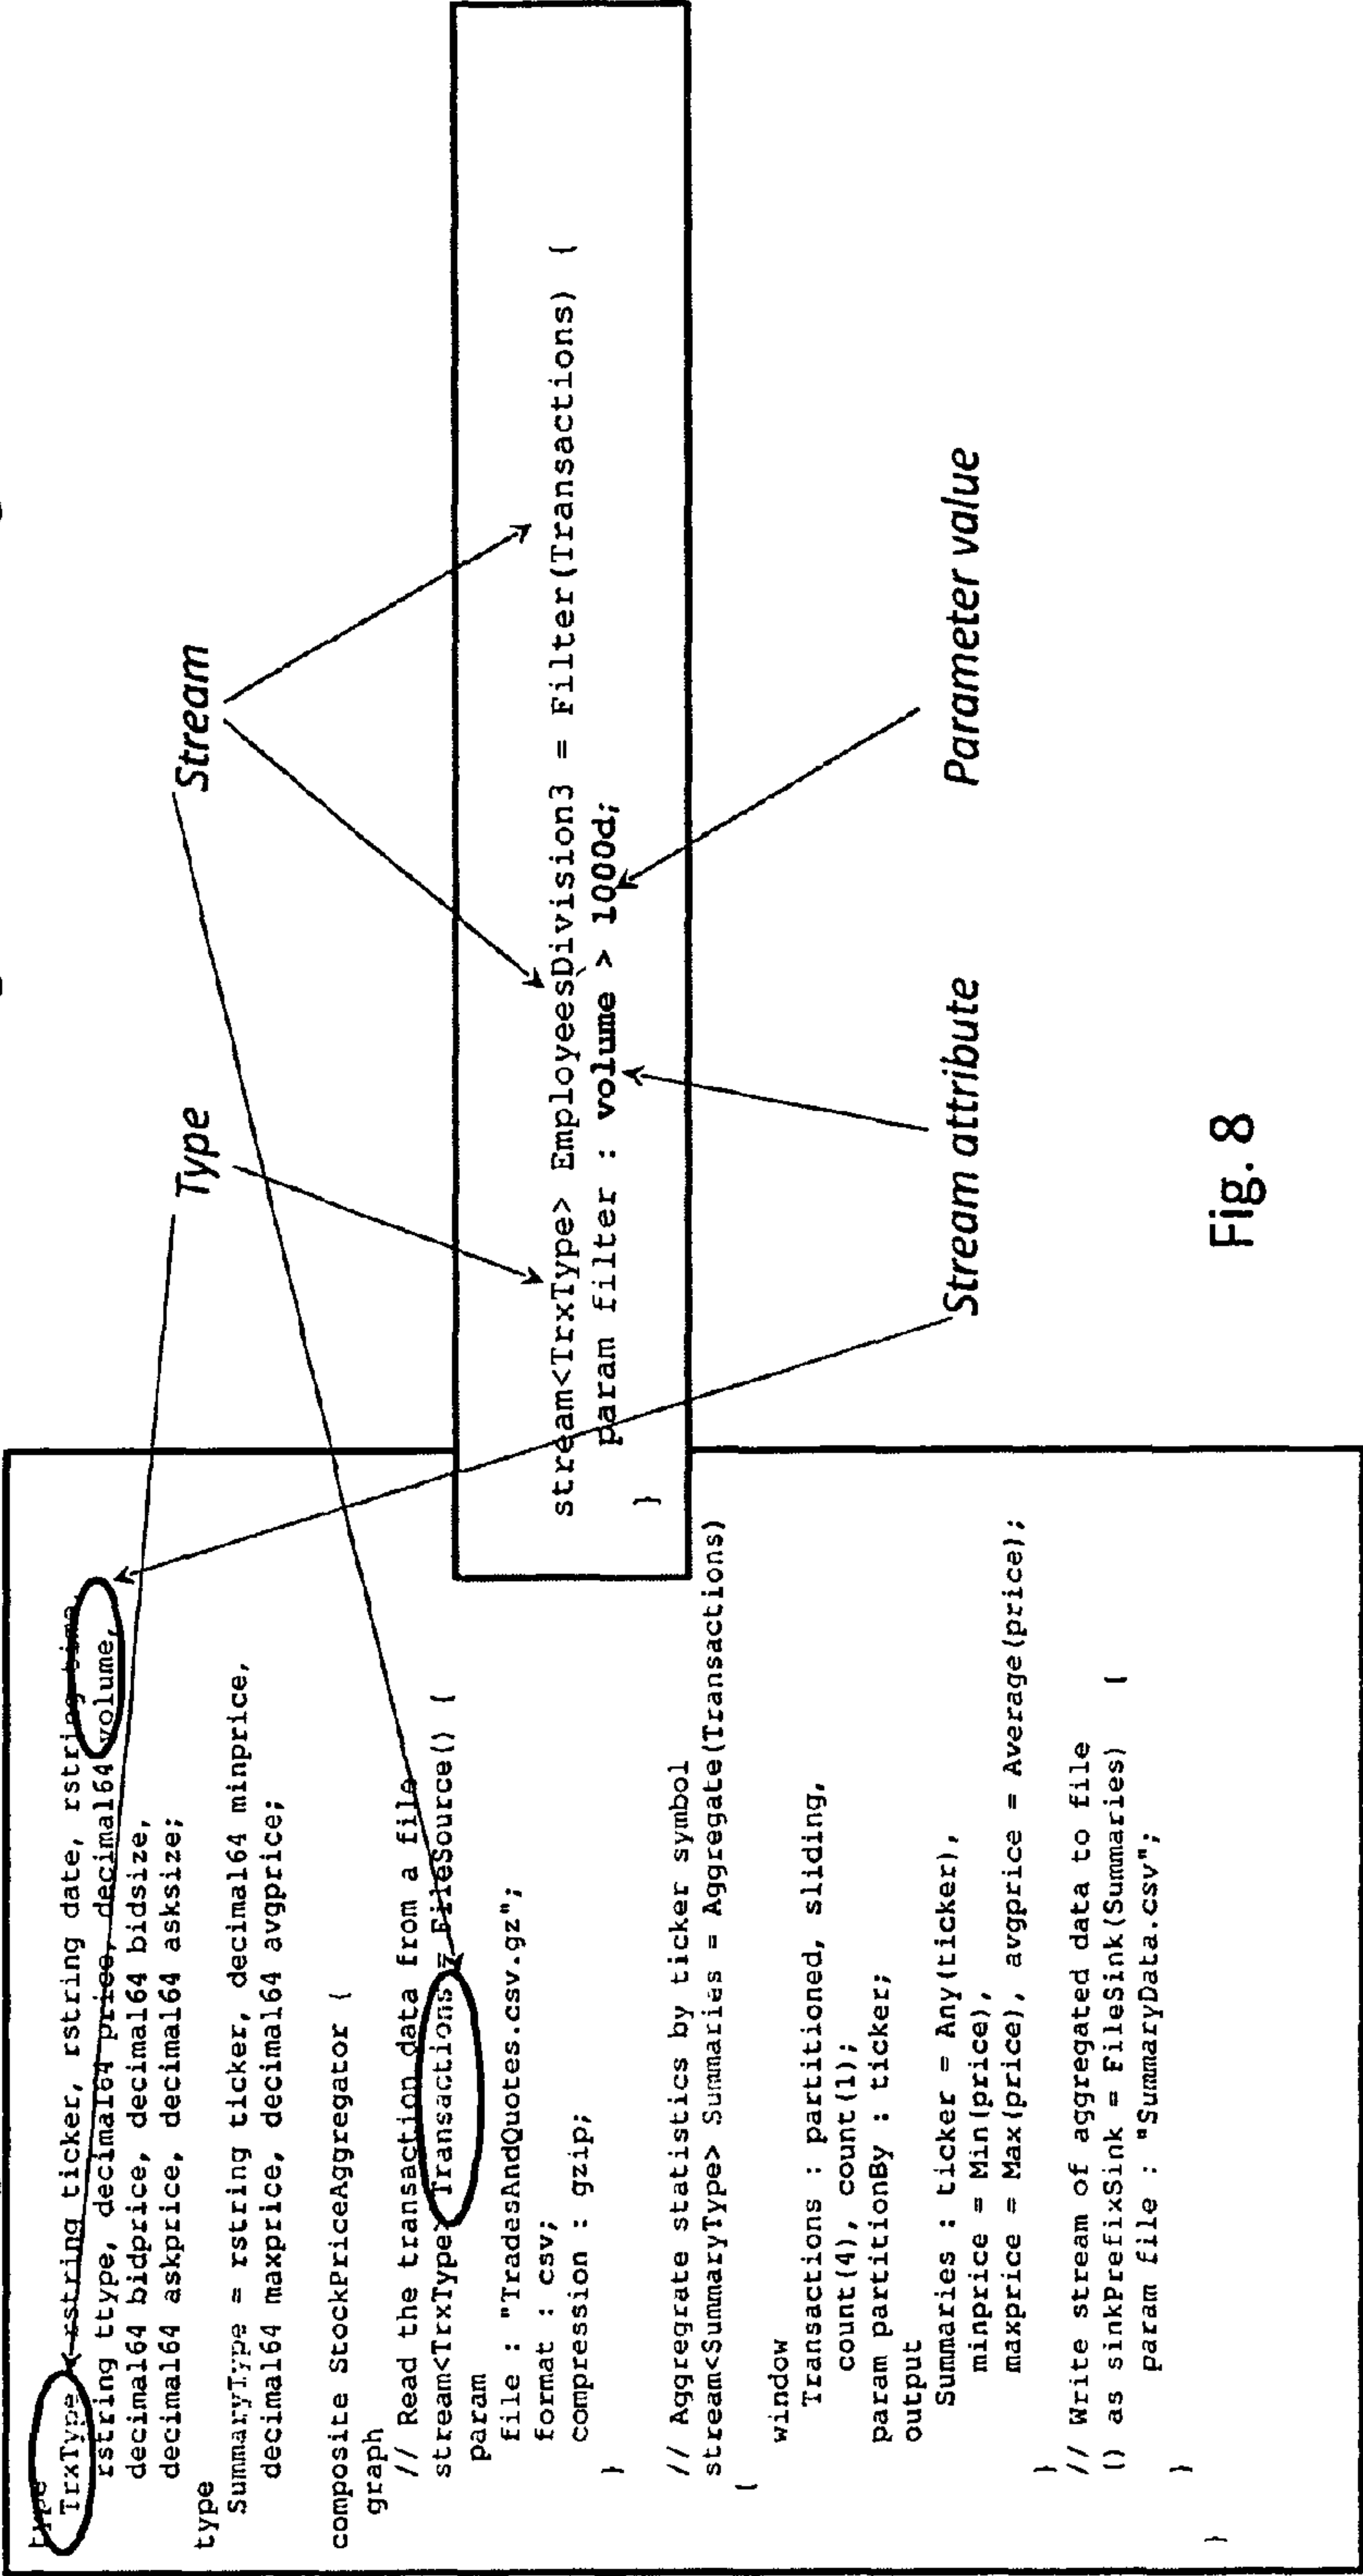 type
TrxType = rstring ticker, rstring date, rstring time,
rstring ttype, decimal64 price, decimal64 volume,
decimal64 bidprice, decimal64 bidsize,
decimal64 askprice, decimal64 asksize;
type
SummaryType = rstring ticker, decimal64 minprice,
decimal64 maxprice, decimal64 avgprice;
composite StockPriceAggregator {
graph
// Read the transaction data from a file
stream<TrxType> Transactions = FileSource() {
param
file : "TradesAndQuotes.csv.gz";
format : csv;
compression : gzip;
}
// Aggregate statistics by ticker symbol
stream<SummaryType> Summaries = Aggregate(Transactions)
{
window
Transactions : partitioned, sliding,
count(4), count(1);
param partitionBy : ticker;
output
Summaries : ticker = Any(ticker),
minprice = Min(price),
maxprice = Max(price), avgprice = Average(price);
}
// Write stream of aggregated data to file
() as sinkPrefixSink = FileSink(Summaries) {
param file : "SummaryData.csv";
}
}
Type
Stream
stream<TrxType> EmployeesDivision3 = Filter(Transactions) {
param filter : volume > 1000d;
}
Stream attribute
Parameter value
Fig. 8